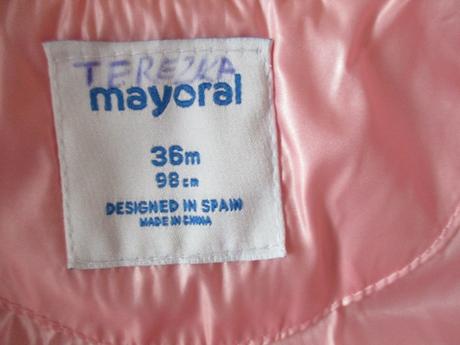 TEREZKA
mayoral
36m
98cm
DESIGNED IN SPAIN
MADE IN CHINA